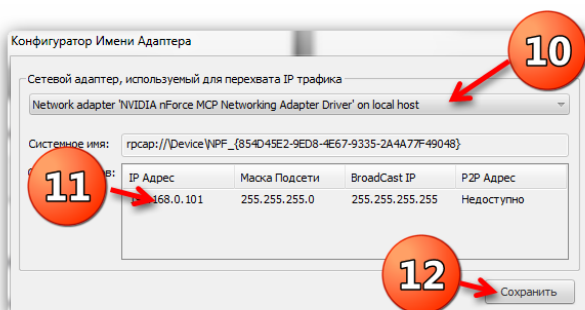 Конфигуратор Имени Адаптера
10
Сетевой адаптер, используемый для перехвата IP трафика
Network adapter 'NVIDIA nForce MCP Networking Adapter Driver' on local host
Системное имя: rpcap://\Device\NPF_{854D45E2-9ED8-4E67-9335-2A4A77F49048}
IP Адрес Маска Подсети BroadCast IP P2P Адрес
11
168.0.101 255.255.255.0 255.255.255.255 Недоступно
12
Сохранить